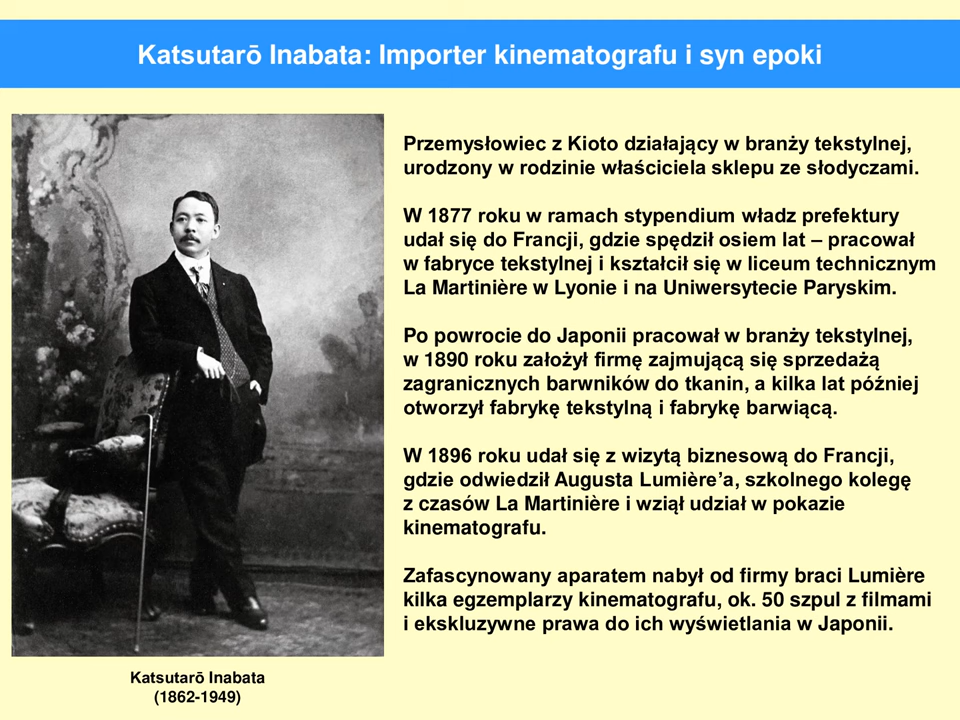 Katsutarō Inabata: Importer kinematografu i syn epoki
Przemysłowiec z Kioto działający w branży tekstylnej,
urodzony w rodzinie właściciela sklepu ze słodyczami.
W 1877 roku w ramach stypendium władz prefektury
udał się do Francji, gdzie spędził osiem lat – pracował
w fabryce tekstylnej i kształcił się w liceum technicznym
La Martinière w Lyonie i na Uniwersytecie Paryskim.
Po powrocie do Japonii pracował w branży tekstylnej,
w 1890 roku założył firmę zajmującą się sprzedażą
zagranicznych barwników do tkanin, a kilka lat później
otworzył fabrykę tekstylną i fabrykę barwiącą.
W 1896 roku udał się z wizytą biznesową do Francji,
gdzie odwiedził Augusta Lumière’a, szkolnego kolegę
z czasów La Martinière i wziął udział w pokazie
kinematografu.
Zafascynowany aparatem nabył od firmy braci Lumière
kilka egzemplarzy kinematografu, ok. 50 szpul z filmami
i ekskluzywne prawa do ich wyświetlania w Japonii.
Katsutarō Inabata
(1862-1949)